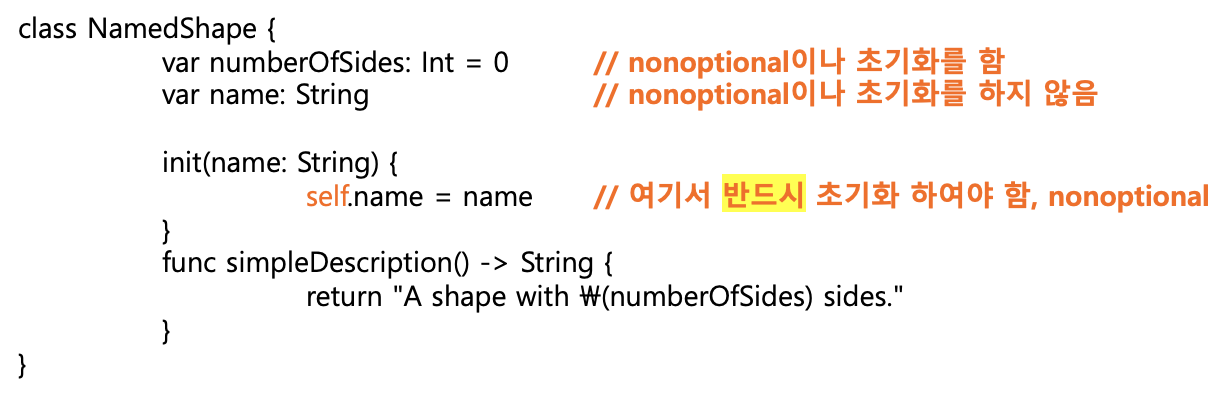 class NamedShape {
var numberOfSides: Int = 0 // nonoptional이나 초기화를 함
var name: String // nonoptional이나 초기화를 하지 않음
init(name: String) {
self.name = name // 여기서 반드시 초기화 하여야 함, nonoptional
}
func simpleDescription() -> String {
return "A shape with ₩(numberOfSides) sides."
}
}